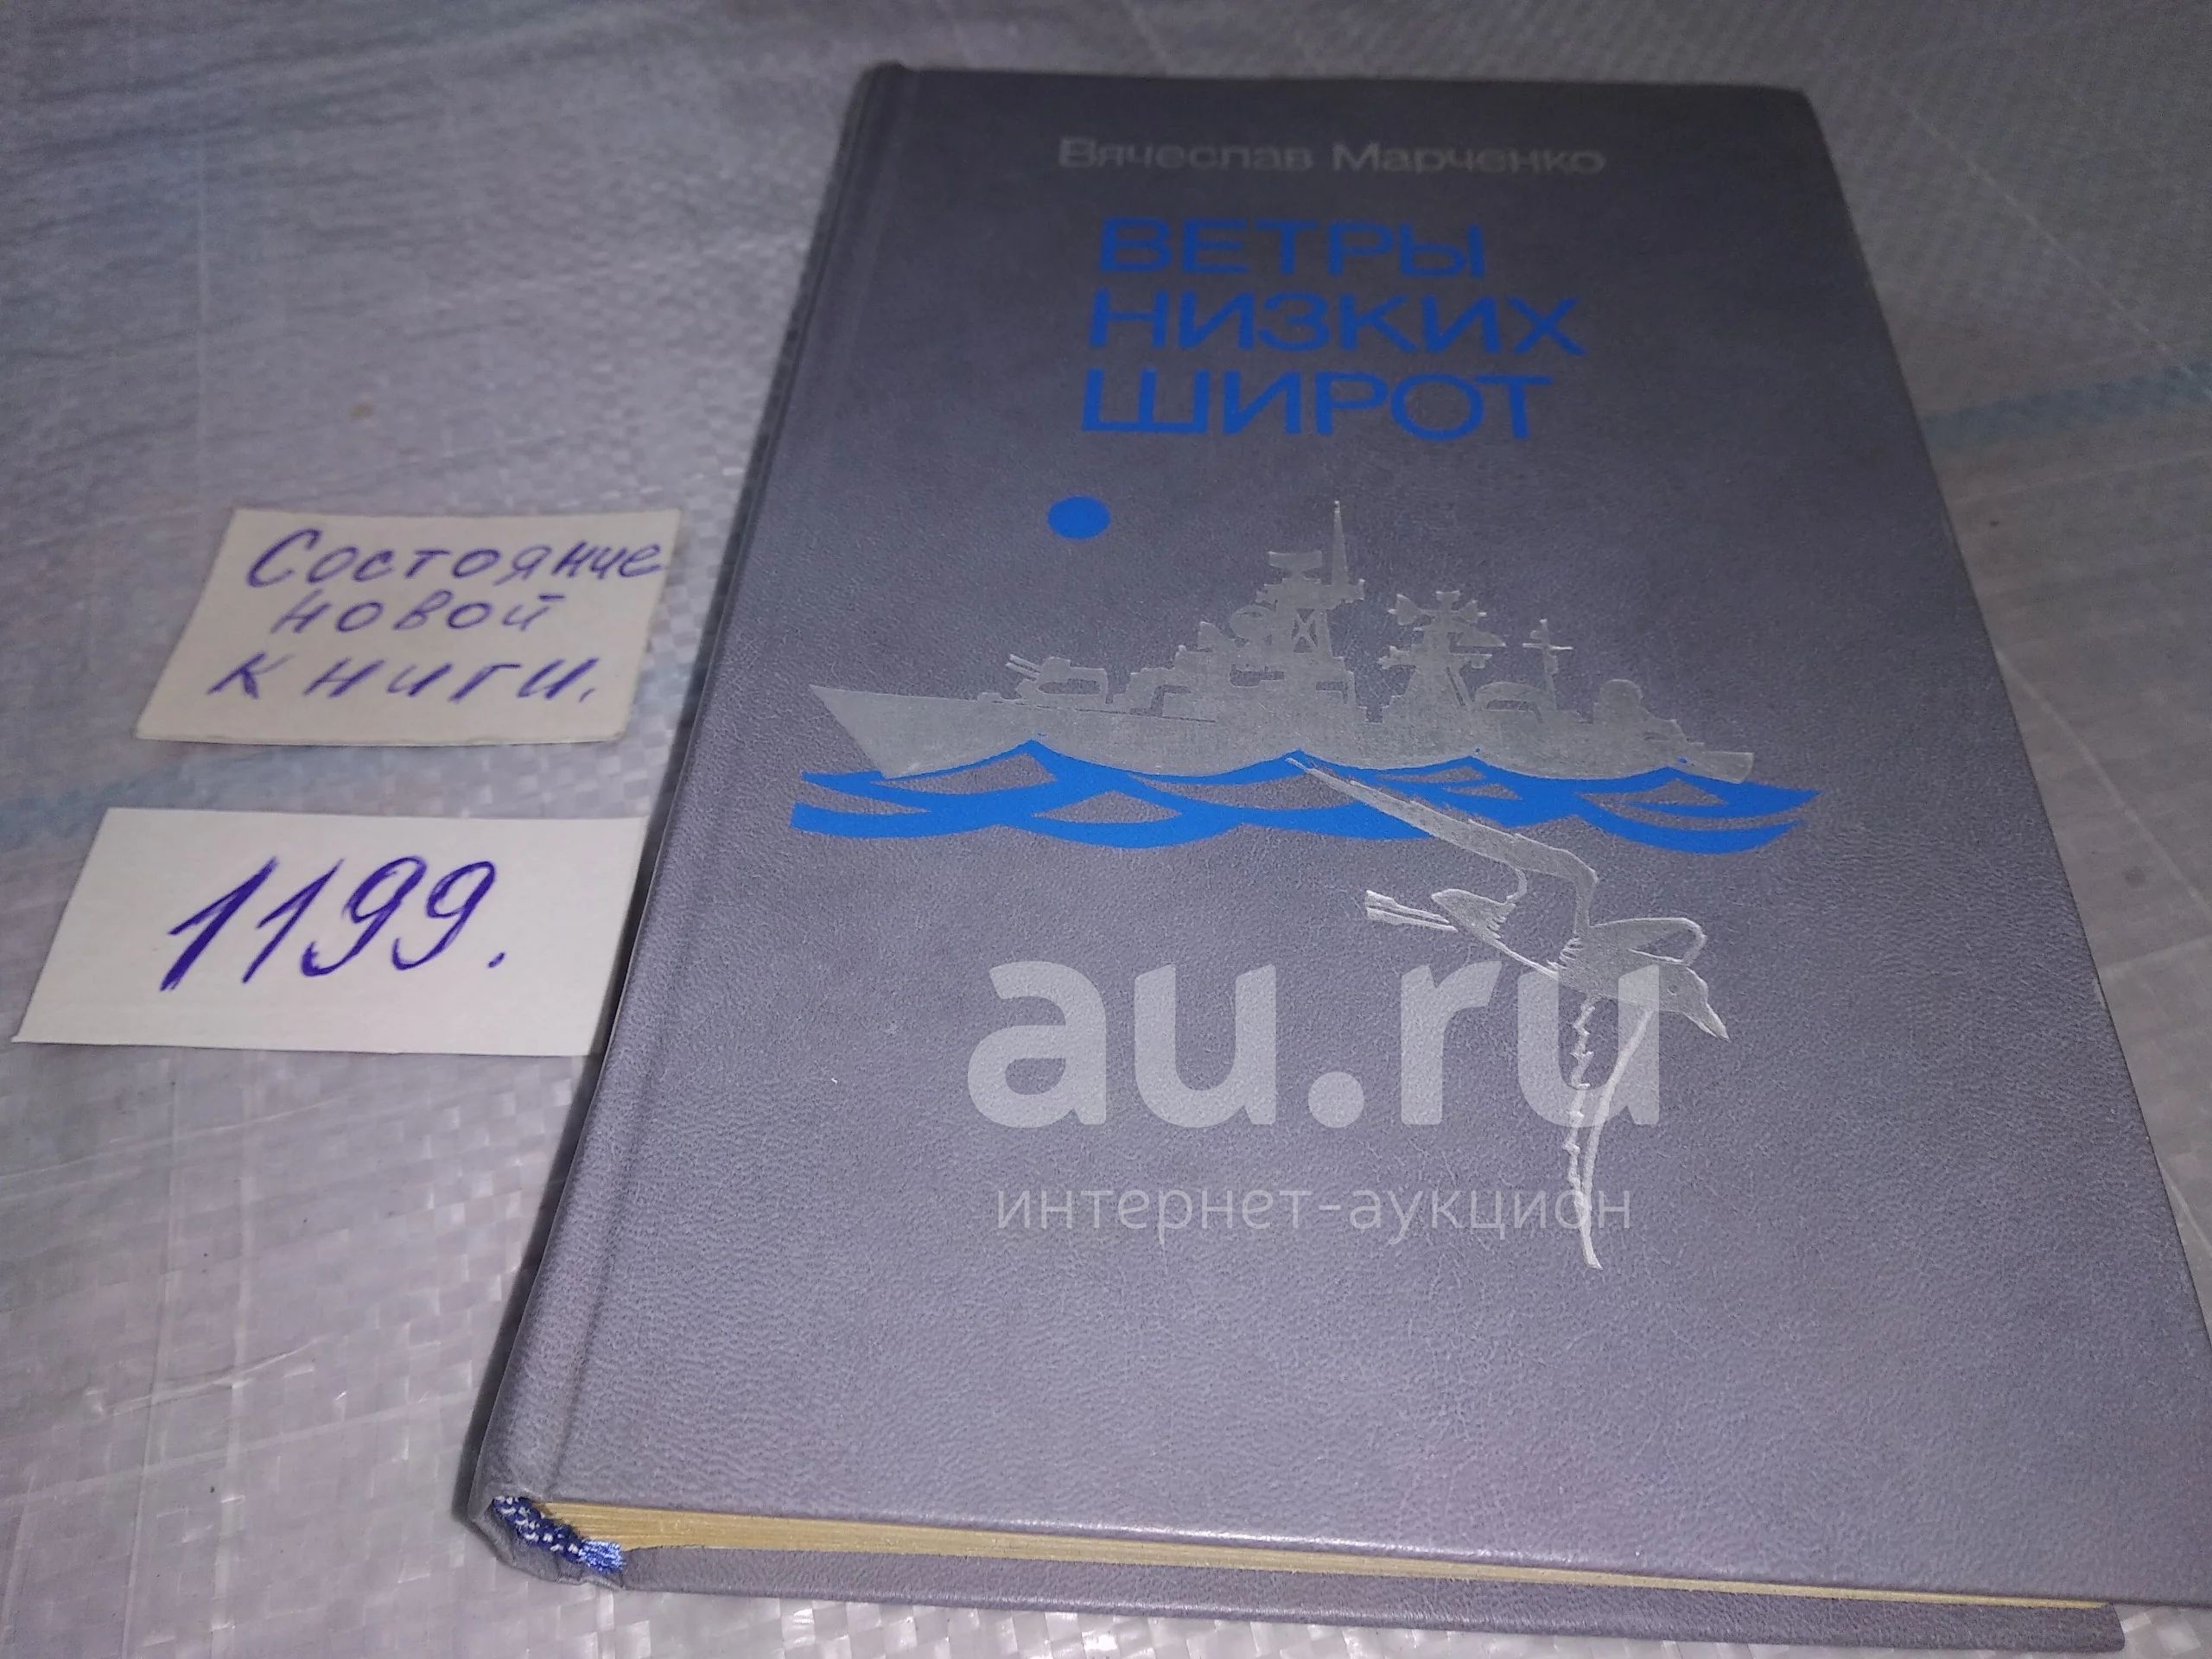 Вячеслав Марченко
ВЕТРЫ
НИЗКИХ
ШИРОТ
Состояние
новой
книги.
1199.
au.ru
интернет-аукцион